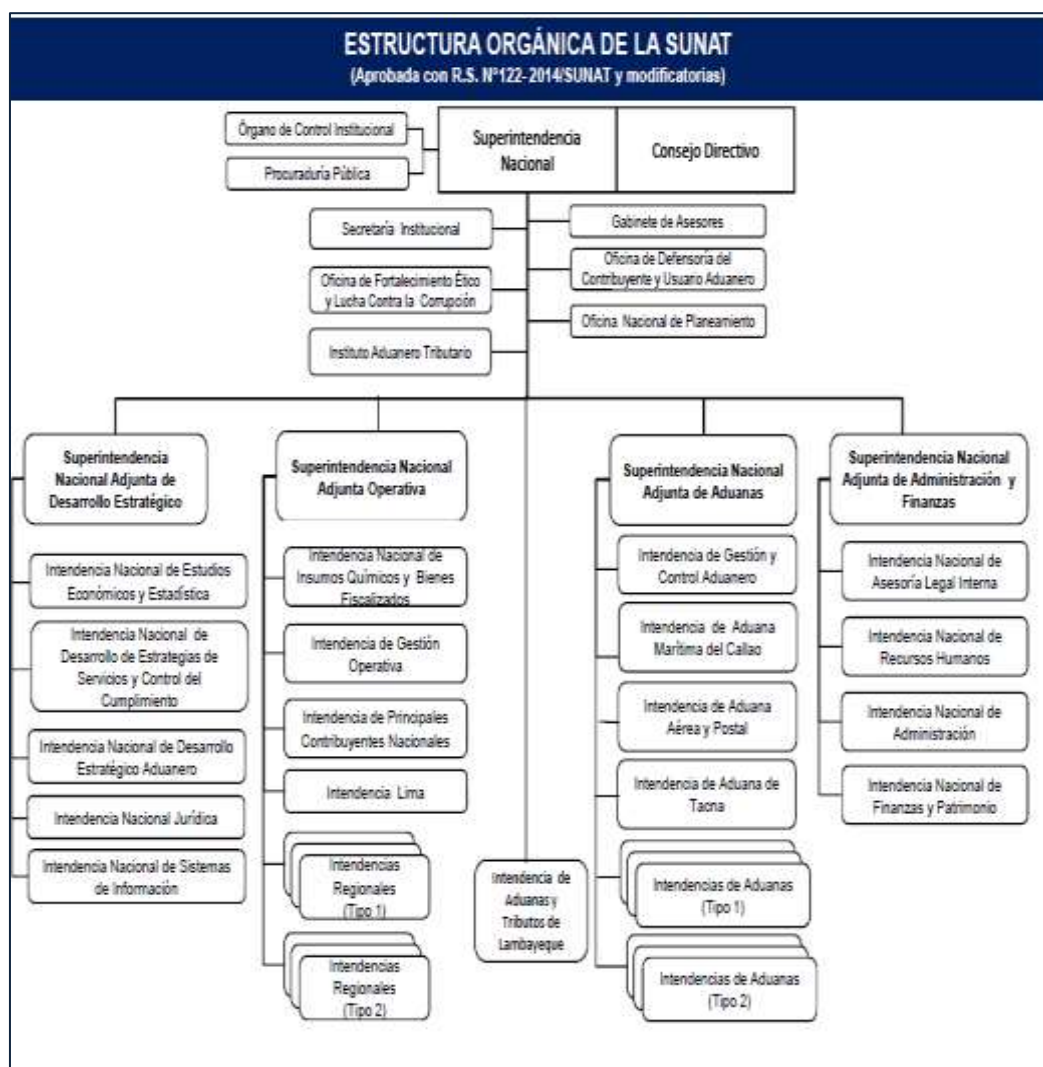 ESTRUCTURA ORGÁNICA DE LA SUNAT
(Aprobada con R.S. N°122- 2014/SUNAT y modificatorias)
Órgano de Control Institucional
Procuraduría Pública
Superintendencia
Nacional
Consejo Directivo
Secretaría Institucional
Gabinete de Asesores
Oficina de Fortalecimiento Ético
y Lucha Contra la Corrupción
Oficina de Defensoría del
Contribuyente y Usuario Aduanero
Oficina Nacional de Planeamiento
Instituto Aduanero Tributario
Superintendencia
Nacional Adjunta de
Desarrollo Estratégico
Intendencia Nacional de Estudios
Económicos y Estadística
Intendencia Nacional de
Desarrollo de Estrategias de
Servicios y Control del
Cumplimiento
Intendencia Nacional de Desarrollo
Estratégico Aduanero
Intendencia Nacional Jurídica
Intendencia Nacional de Sistemas
de Información
Superintendencia Nacional
Adjunta Operativa
Intendencia Nacional de
Insumos Químicos y Bienes
Fiscalizados
Intendencia de Gestión
Operativa
Intendencia de Principales
Contribuyentes Nacionales
Intendencia Lima
Intendencias
Regionales
(Tipo 1)
Intendencias
Regionales
(Tipo 2)
Intendencia de
Aduanas y
Tributos de
Lambayeque
Superintendencia Nacional
Adjunta de Aduanas
Intendencia de Gestión y
Control Aduanero
Intendencia de Aduana
Marítima del Callao
Intendencia de Aduana
Aérea y Postal
Intendencia de Aduana de
Tacna
Intendencias de Aduanas
(Tipo 1)
Intendencias de Aduanas
(Tipo 2)
Superintendencia Nacional
Adjunta de Administración y
Finanzas
Intendencia Nacional de
Asesoría Legal Interna
Intendencia Nacional de
Recursos Humanos
Intendencia Nacional de
Administración
Intendencia Nacional de
Finanzas y Patrimonio